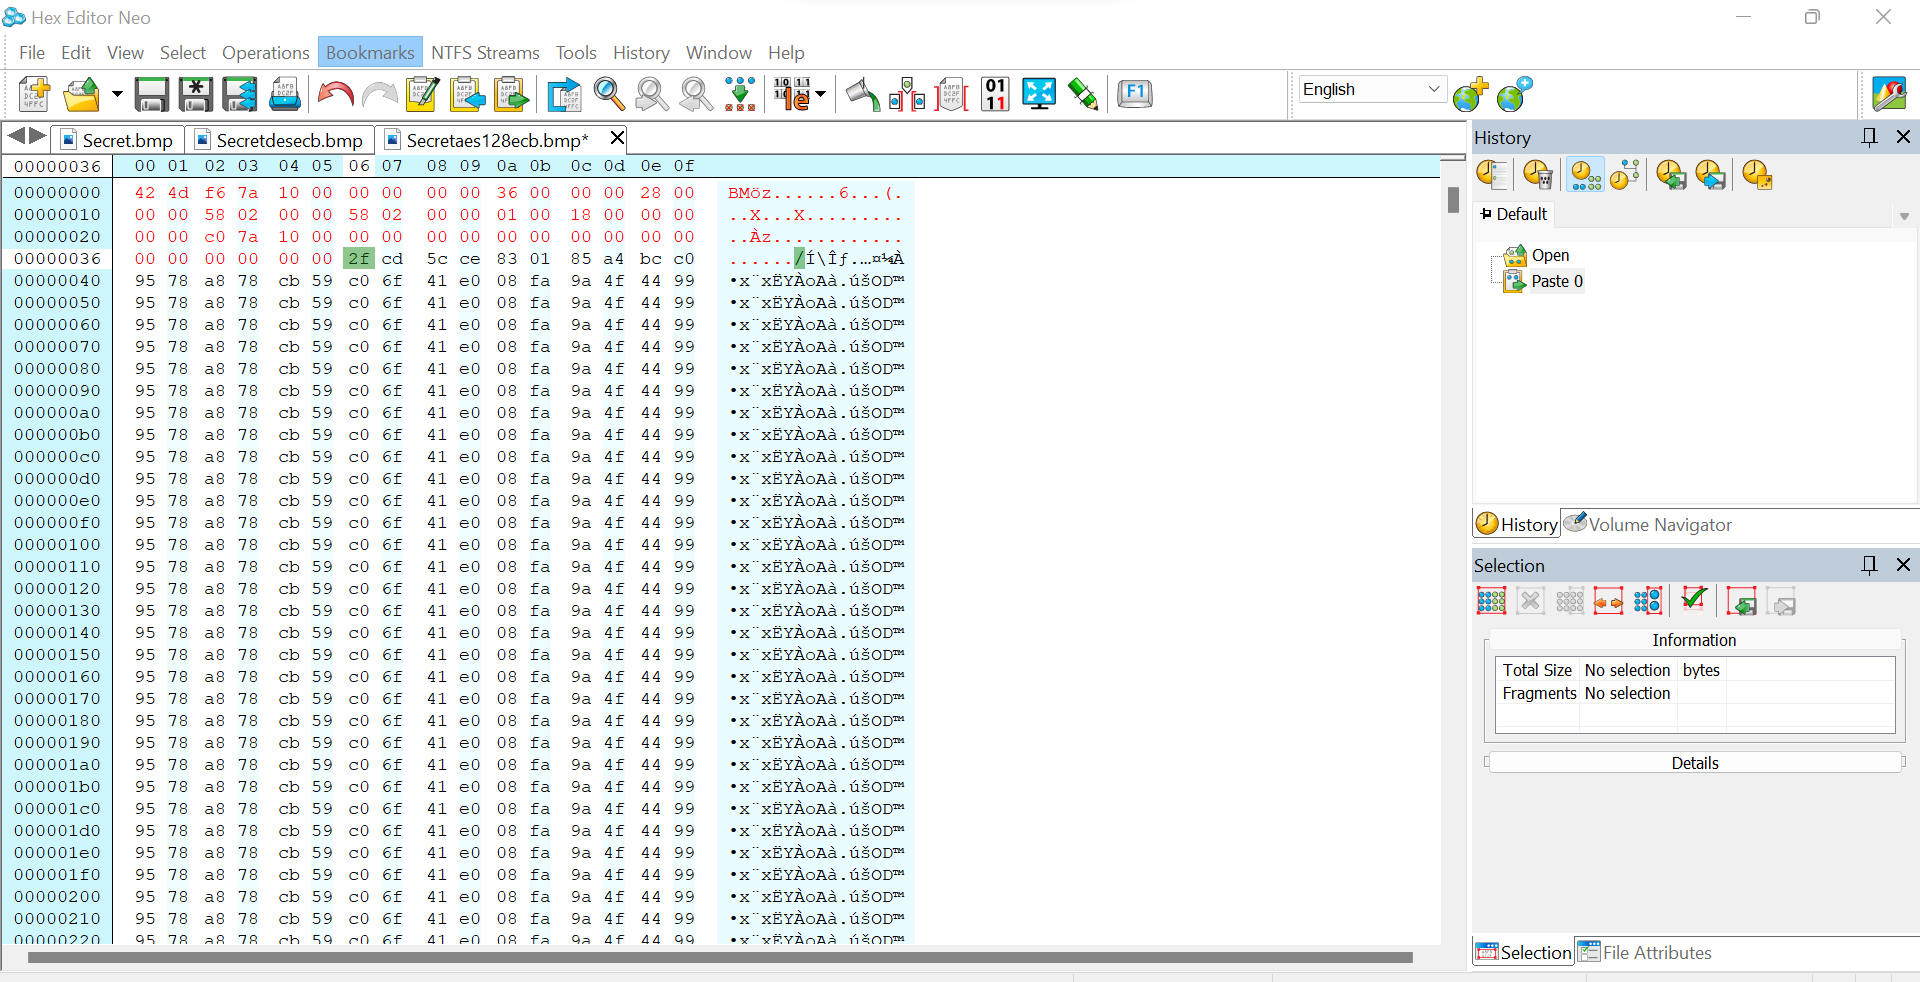 Hex Editor Neo
File Edit View Select Operations Bookmarks NTFS Streams Tools History Window Help
English
Secret.bmp Secretdesecb.bmp Secretaes128ecb.bmp*
00000036 00 01 02 03 04 05 06 07 08 09 0a 0b 0c 0d 0e 0f
00000000 42 4d f6 7a 10 00 00 00 00 00 36 00 00 00 28 00 BMöz......6...(.
00000010 00 00 58 02 00 00 58 02 00 00 01 00 18 00 00 00 ..X...X.........
00000020 00 00 c0 7a 10 00 00 00 00 00 00 00 00 00 00 00 ..Àz............
00000036 00 00 00 00 00 00 2f cd 5c ce 83 01 85 a4 bc c0 ....../Í\Îƒ.…¤¼À
00000040 95 78 a8 78 cb 59 c0 6f 41 e0 08 fa 9a 4f 44 99 •x¨xËYÀoAà.úšOD™
00000050 95 78 a8 78 cb 59 c0 6f 41 e0 08 fa 9a 4f 44 99 •x¨xËYÀoAà.úšOD™
00000060 95 78 a8 78 cb 59 c0 6f 41 e0 08 fa 9a 4f 44 99 •x¨xËYÀoAà.úšOD™
00000070 95 78 a8 78 cb 59 c0 6f 41 e0 08 fa 9a 4f 44 99 •x¨xËYÀoAà.úšOD™
00000080 95 78 a8 78 cb 59 c0 6f 41 e0 08 fa 9a 4f 44 99 •x¨xËYÀoAà.úšOD™
00000090 95 78 a8 78 cb 59 c0 6f 41 e0 08 fa 9a 4f 44 99 •x¨xËYÀoAà.úšOD™
000000a0 95 78 a8 78 cb 59 c0 6f 41 e0 08 fa 9a 4f 44 99 •x¨xËYÀoAà.úšOD™
000000b0 95 78 a8 78 cb 59 c0 6f 41 e0 08 fa 9a 4f 44 99 •x¨xËYÀoAà.úšOD™
000000c0 95 78 a8 78 cb 59 c0 6f 41 e0 08 fa 9a 4f 44 99 •x¨xËYÀoAà.úšOD™
000000d0 95 78 a8 78 cb 59 c0 6f 41 e0 08 fa 9a 4f 44 99 •x¨xËYÀoAà.úšOD™
000000e0 95 78 a8 78 cb 59 c0 6f 41 e0 08 fa 9a 4f 44 99 •x¨xËYÀoAà.úšOD™
000000f0 95 78 a8 78 cb 59 c0 6f 41 e0 08 fa 9a 4f 44 99 •x¨xËYÀoAà.úšOD™
00000100 95 78 a8 78 cb 59 c0 6f 41 e0 08 fa 9a 4f 44 99 •x¨xËYÀoAà.úšOD™
00000110 95 78 a8 78 cb 59 c0 6f 41 e0 08 fa 9a 4f 44 99 •x¨xËYÀoAà.úšOD™
00000120 95 78 a8 78 cb 59 c0 6f 41 e0 08 fa 9a 4f 44 99 •x¨xËYÀoAà.úšOD™
00000130 95 78 a8 78 cb 59 c0 6f 41 e0 08 fa 9a 4f 44 99 •x¨xËYÀoAà.úšOD™
00000140 95 78 a8 78 cb 59 c0 6f 41 e0 08 fa 9a 4f 44 99 •x¨xËYÀoAà.úšOD™
00000150 95 78 a8 78 cb 59 c0 6f 41 e0 08 fa 9a 4f 44 99 •x¨xËYÀoAà.úšOD™
00000160 95 78 a8 78 cb 59 c0 6f 41 e0 08 fa 9a 4f 44 99 •x¨xËYÀoAà.úšOD™
00000170 95 78 a8 78 cb 59 c0 6f 41 e0 08 fa 9a 4f 44 99 •x¨xËYÀoAà.úšOD™
00000180 95 78 a8 78 cb 59 c0 6f 41 e0 08 fa 9a 4f 44 99 •x¨xËYÀoAà.úšOD™
00000190 95 78 a8 78 cb 59 c0 6f 41 e0 08 fa 9a 4f 44 99 •x¨xËYÀoAà.úšOD™
000001a0 95 78 a8 78 cb 59 c0 6f 41 e0 08 fa 9a 4f 44 99 •x¨xËYÀoAà.úšOD™
000001b0 95 78 a8 78 cb 59 c0 6f 41 e0 08 fa 9a 4f 44 99 •x¨xËYÀoAà.úšOD™
000001c0 95 78 a8 78 cb 59 c0 6f 41 e0 08 fa 9a 4f 44 99 •x¨xËYÀoAà.úšOD™
000001d0 95 78 a8 78 cb 59 c0 6f 41 e0 08 fa 9a 4f 44 99 •x¨xËYÀoAà.úšOD™
000001e0 95 78 a8 78 cb 59 c0 6f 41 e0 08 fa 9a 4f 44 99 •x¨xËYÀoAà.úšOD™
000001f0 95 78 a8 78 cb 59 c0 6f 41 e0 08 fa 9a 4f 44 99 •x¨xËYÀoAà.úšOD™
00000200 95 78 a8 78 cb 59 c0 6f 41 e0 08 fa 9a 4f 44 99 •x¨xËYÀoAà.úšOD™
00000210 95 78 a8 78 cb 59 c0 6f 41 e0 08 fa 9a 4f 44 99 •x¨xËYÀoAà.úšOD™
00000220 95 78 a8 78 cb 59 c0 6f 41 e0 08 fa 9a 4f 44 99 •x¨xËYÀoAà.úšOD™
History
Default
Open
Paste 0
History Volume Navigator
Selection
Information
Total Size No selection bytes
Fragments No selection
Details
Selection File Attributes